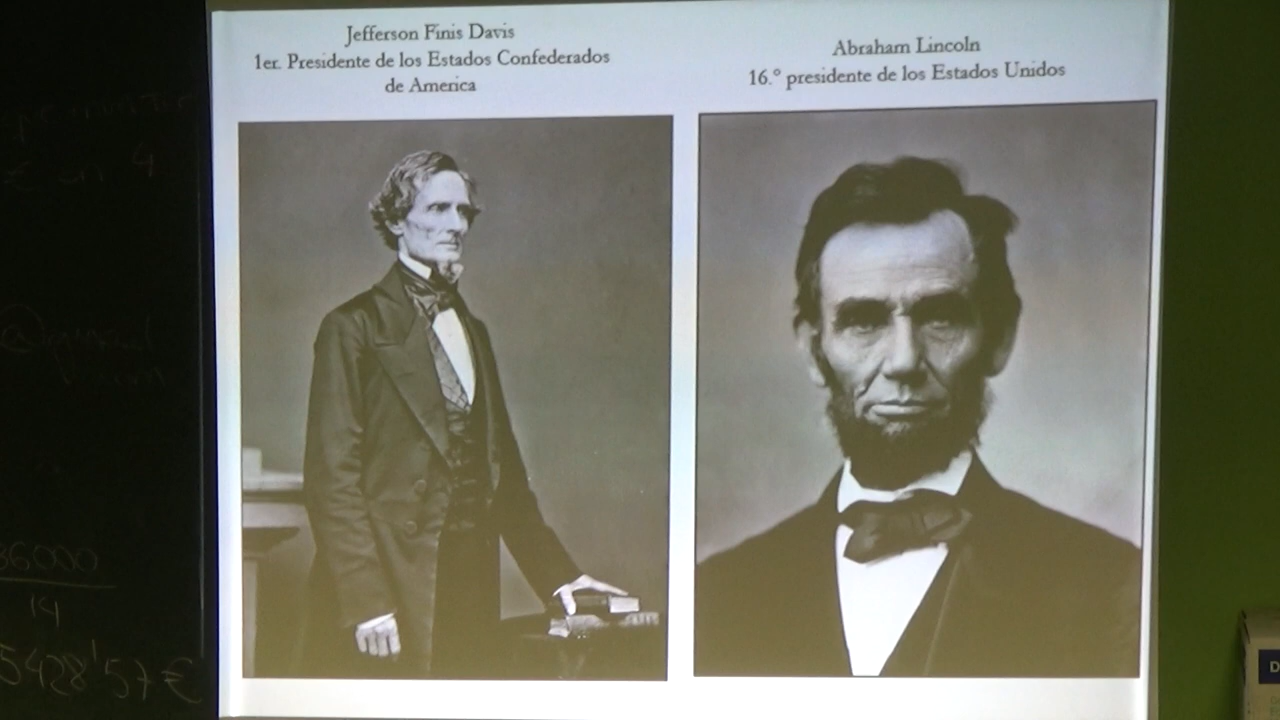 Jefferson Finis Davis
1er. Presidente de los Estados Confederados
de America
Abraham Lincoln
16.º presidente de los Estados Unidos
36000
14
5428'57 €
D